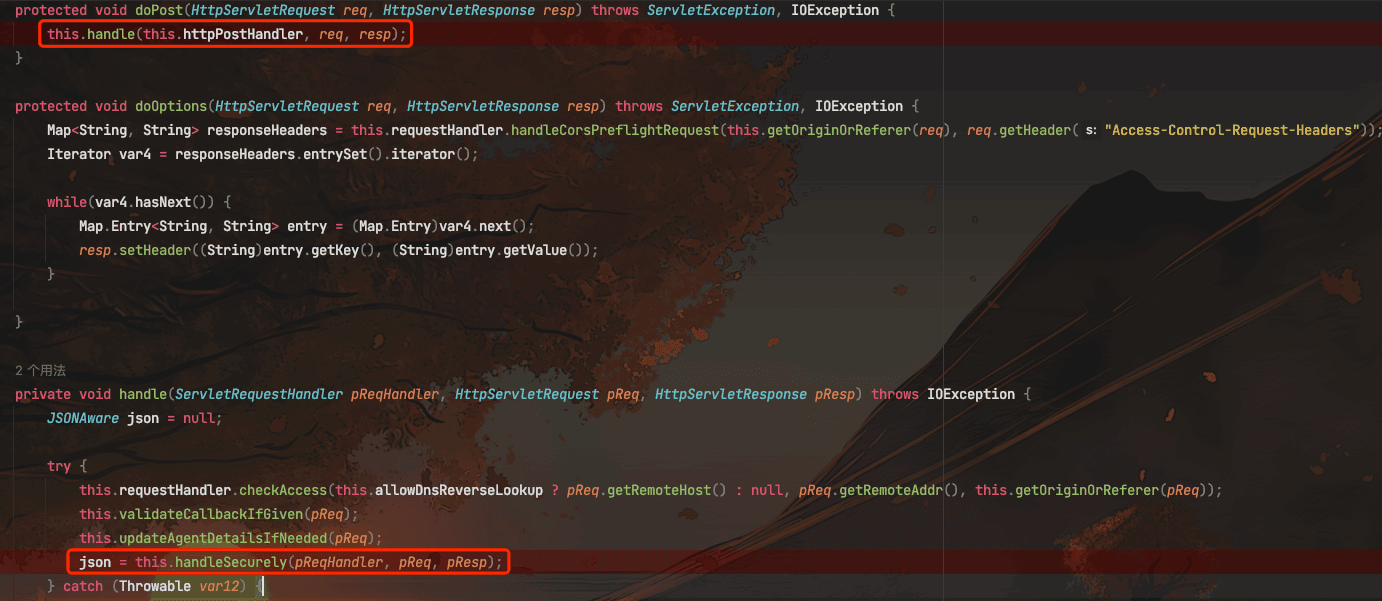 protected void doPost(HttpServletRequest req, HttpServletResponse resp) throws ServletException, IOException {
    this.handle(this.httpPostHandler, req, resp);
}
protected void doOptions(HttpServletRequest req, HttpServletResponse resp) throws ServletException, IOException {
    Map<String, String> responseHeaders = this.requestHandler.handleCorsPreflightRequest(this.getOriginOrReferer(req), req.getHeader( s: "Access-Control-Request-Headers"));
    Iterator var4 = responseHeaders.entrySet().iterator();
    while(var4.hasNext()) {
        Map.Entry<String, String> entry = (Map.Entry)var4.next();
        resp.setHeader((String)entry.getKey(), (String)entry.getValue());
    }
}
2 个用法
private void handle(ServletRequestHandler pReqHandler, HttpServletRequest pReq, HttpServletResponse pResp) throws IOException {
    JSONAware json = null;
    try {
        this.requestHandler.checkAccess(this.allowDnsReverseLookup ? pReq.getRemoteHost() : null, pReq.getRemoteAddr(), this.getOriginOrReferer(pReq));
        this.validateCallbackIfGiven(pReq);
        this.updateAgentDetailsIfNeeded(pReq);
        json = this.handleSecurely(pReqHandler, pReq, pResp);
    } catch (Throwable var12) {